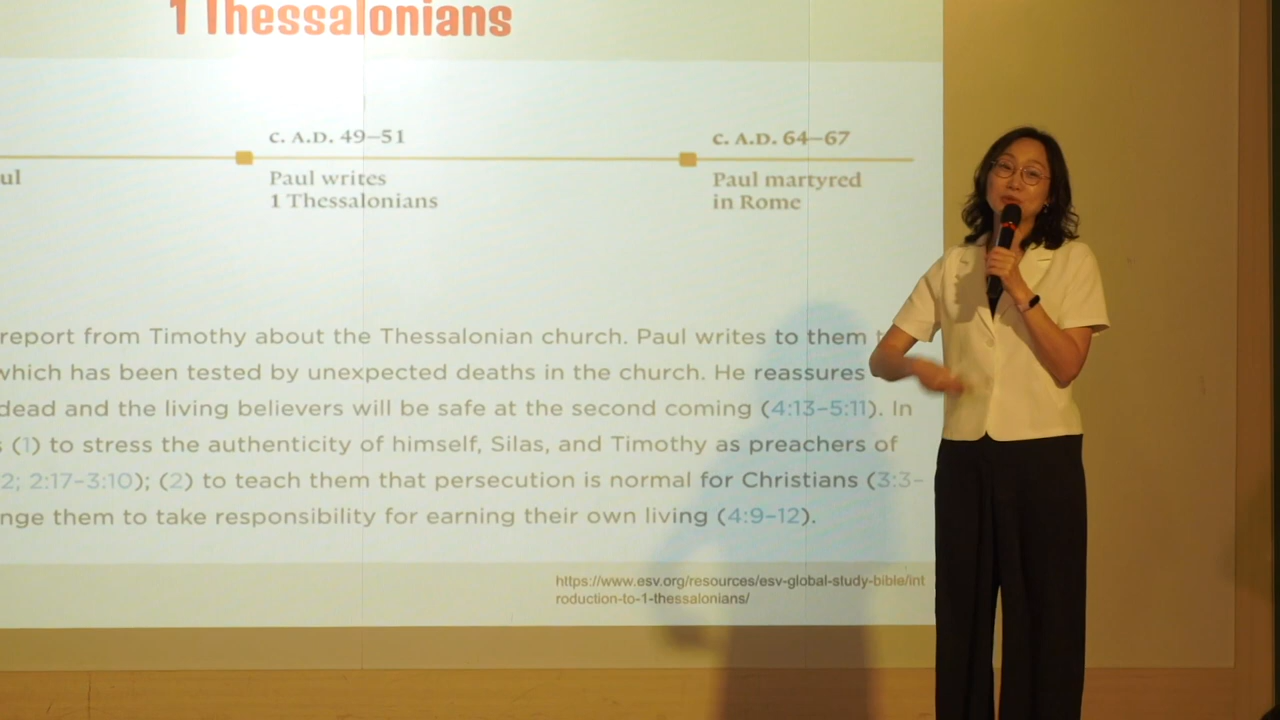 1 Thessalonians
C. A.D. 49–51
C. A.D. 64–67
ul
Paul writes
1 Thessalonians
Paul martyred
in Rome
report from Timothy about the Thessalonian church. Paul writes to them
which has been tested by unexpected deaths in the church. He reassures
dead and the living believers will be safe at the second coming (4:13–5:11). In
s (1) to stress the authenticity of himself, Silas, and Timothy as preachers of
2; 2:17–3:10); (2) to teach them that persecution is normal for Christians (3:3–
nge them to take responsibility for earning their own living (4:9–12).
https://www.esv.org/resources/esv-global-study-bible/int
roduction-to-1-thessalonians/